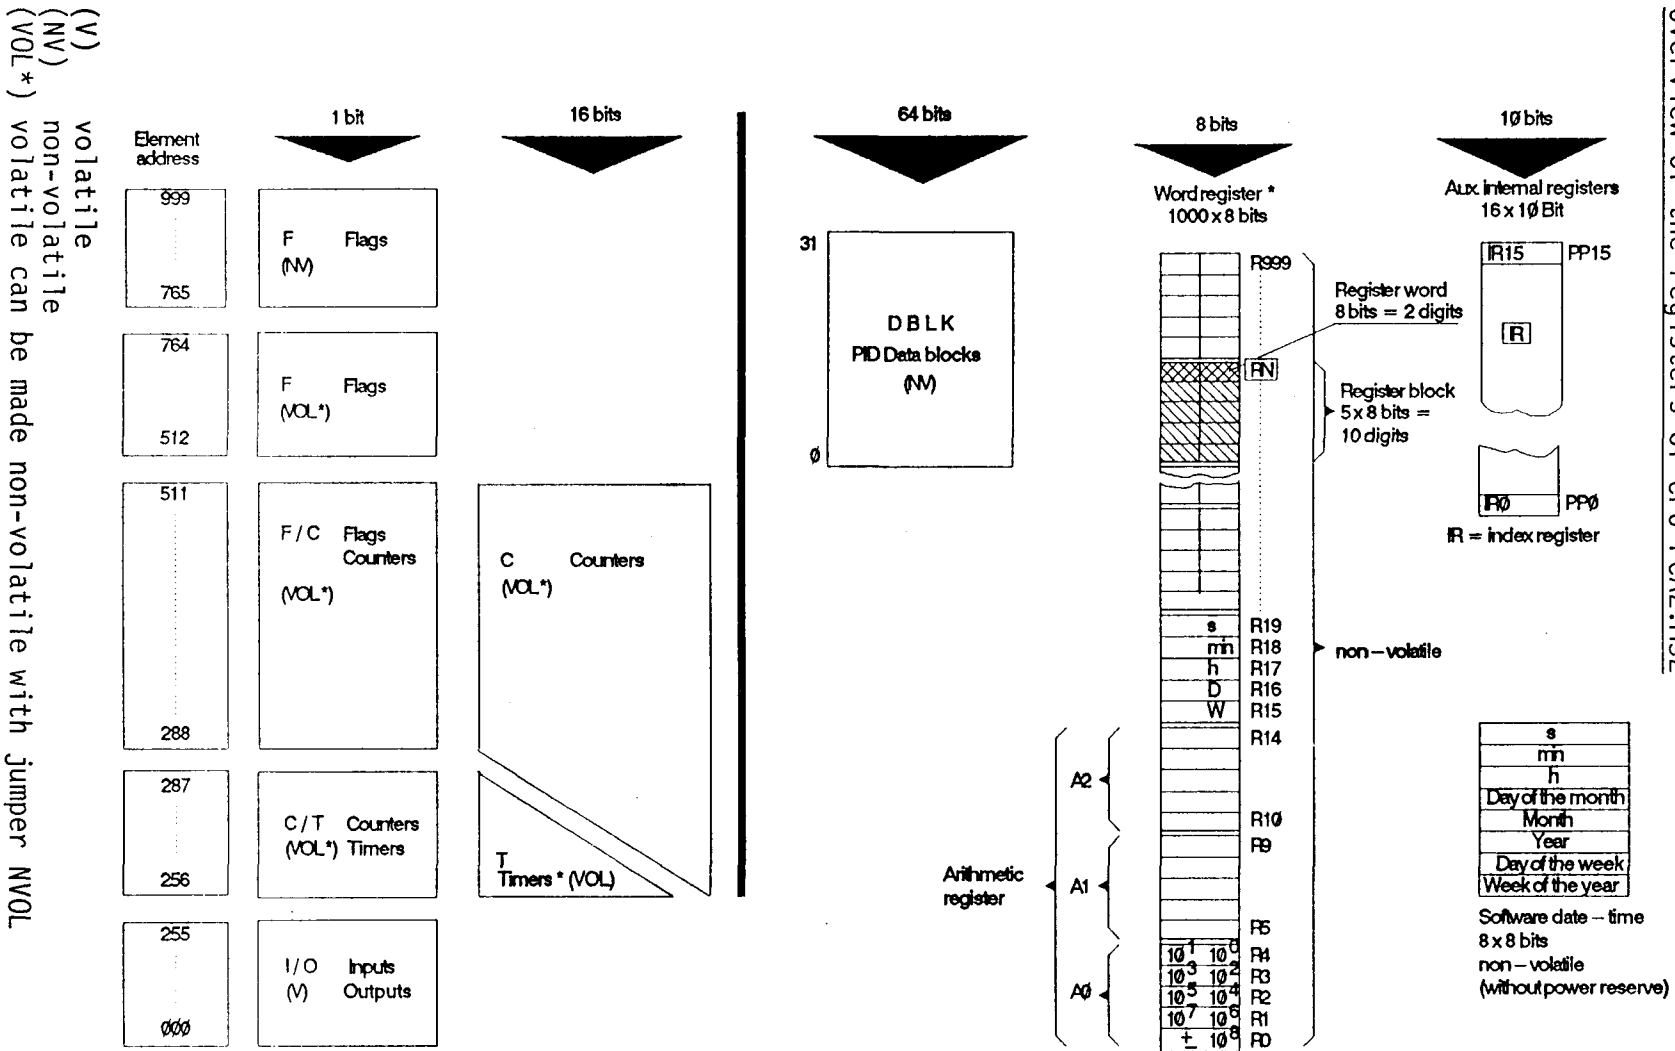 (V) volatile
(NV) non-volatile
(VOL*) volatile can be made non-volatile with jumper NVOL
Element
address
1 bit
16 bits
64 bits
8 bits
10 bits
999
765
F Flags
(NV)
764
512
F Flags
(VOL*)
511
288
F / C Flags
Counters
(VOL*)
C Counters
(VOL*)
287
256
C / T Counters
(VOL*) Timers
T
Timers * (VOL)
255
ØØØ
I / O Inputs
(V) Outputs
31
Ø
D B L K
PID Data blocks
(NV)
Word register *
1000 x 8 bits
R999
Register word
8 bits = 2 digits
RN
Register block
5 x 8 bits =
10 digits
s R19
min R18
h R17
D R16
W R15
non – volatile
R14
A2
R1Ø
R9
Arithmetic
register
A1
R5
AØ
10¹ 10⁰ R4
10³ 10² R3
10⁵ 10⁴ R2
10⁷ 10⁶ R1
± 10⁸ R0
Aux. internal registers
16 x 1Ø Bit
IR15 PP15
IR
IRØ PPØ
IR = index register
s
min
h
Day of the month
Month
Year
Day of the week
Week of the year
Software date – time
8 x 8 bits
non – volatile
(without power reserve)